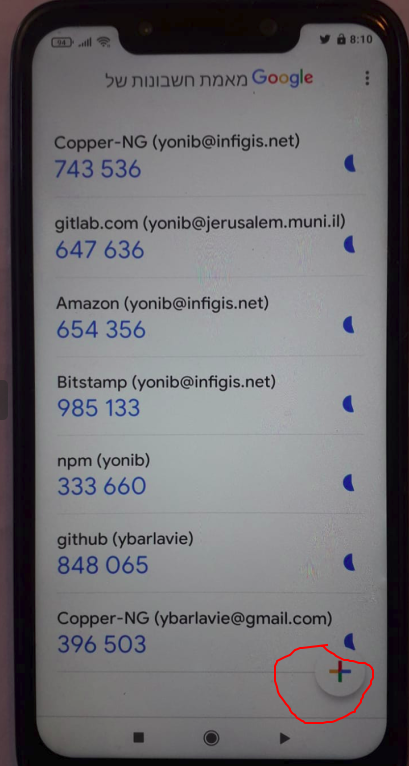 94 8:10
מאמת חשבונות של Google
Copper-NG (yonib@infigis.net)
743 536
gitlab.com (yonib@jerusalem.muni.il)
647 636
Amazon (yonib@infigis.net)
654 356
Bitstamp (yonib@infigis.net)
985 133
npm (yonib)
333 660
github (ybarlavie)
848 065
Copper-NG (ybarlavie@gmail.com)
396 503